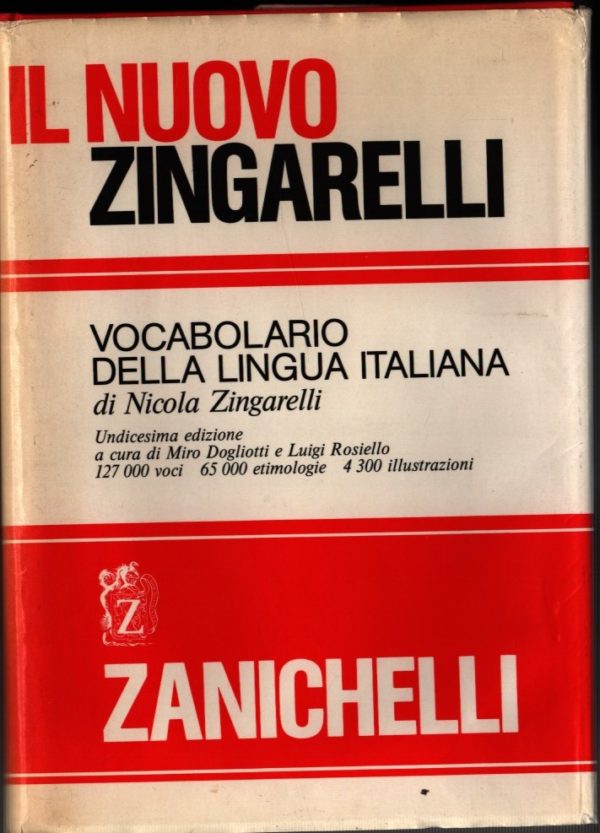 IL NUOVO
ZINGARELLI
VOCABOLARIO
DELLA LINGUA ITALIANA
di Nicola Zingarelli
Undicesima edizione
a cura di Miro Dogliotti e Luigi Rosiello
127 000 voci 65 000 etimologie 4 300 illustrazioni
Z
ZANICHELLI